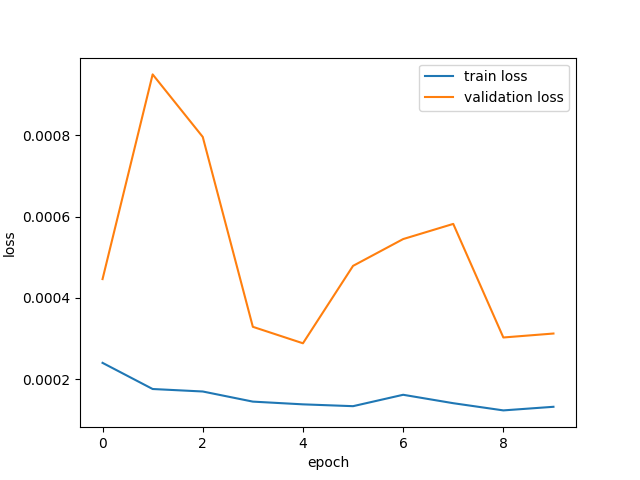 train loss
validation loss
0.0008
0.0006
0.0004
0.0002
loss
0 2 4 6 8
epoch